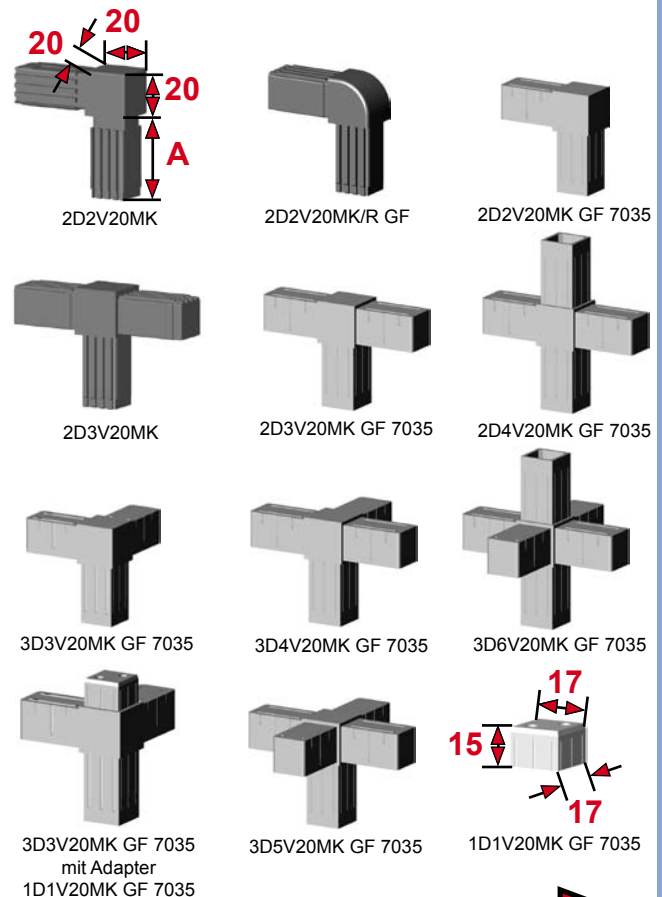 20
20
20
A
2D2V20MK
2D2V20MK/R GF
2D2V20MK GF 7035
2D3V20MK
2D3V20MK GF 7035
2D4V20MK GF 7035
3D3V20MK GF 7035
3D4V20MK GF 7035
3D6V20MK GF 7035
17
15
17
3D3V20MK GF 7035
mit Adapter
1D1V20MK GF 7035
3D5V20MK GF 7035
1D1V20MK GF 7035